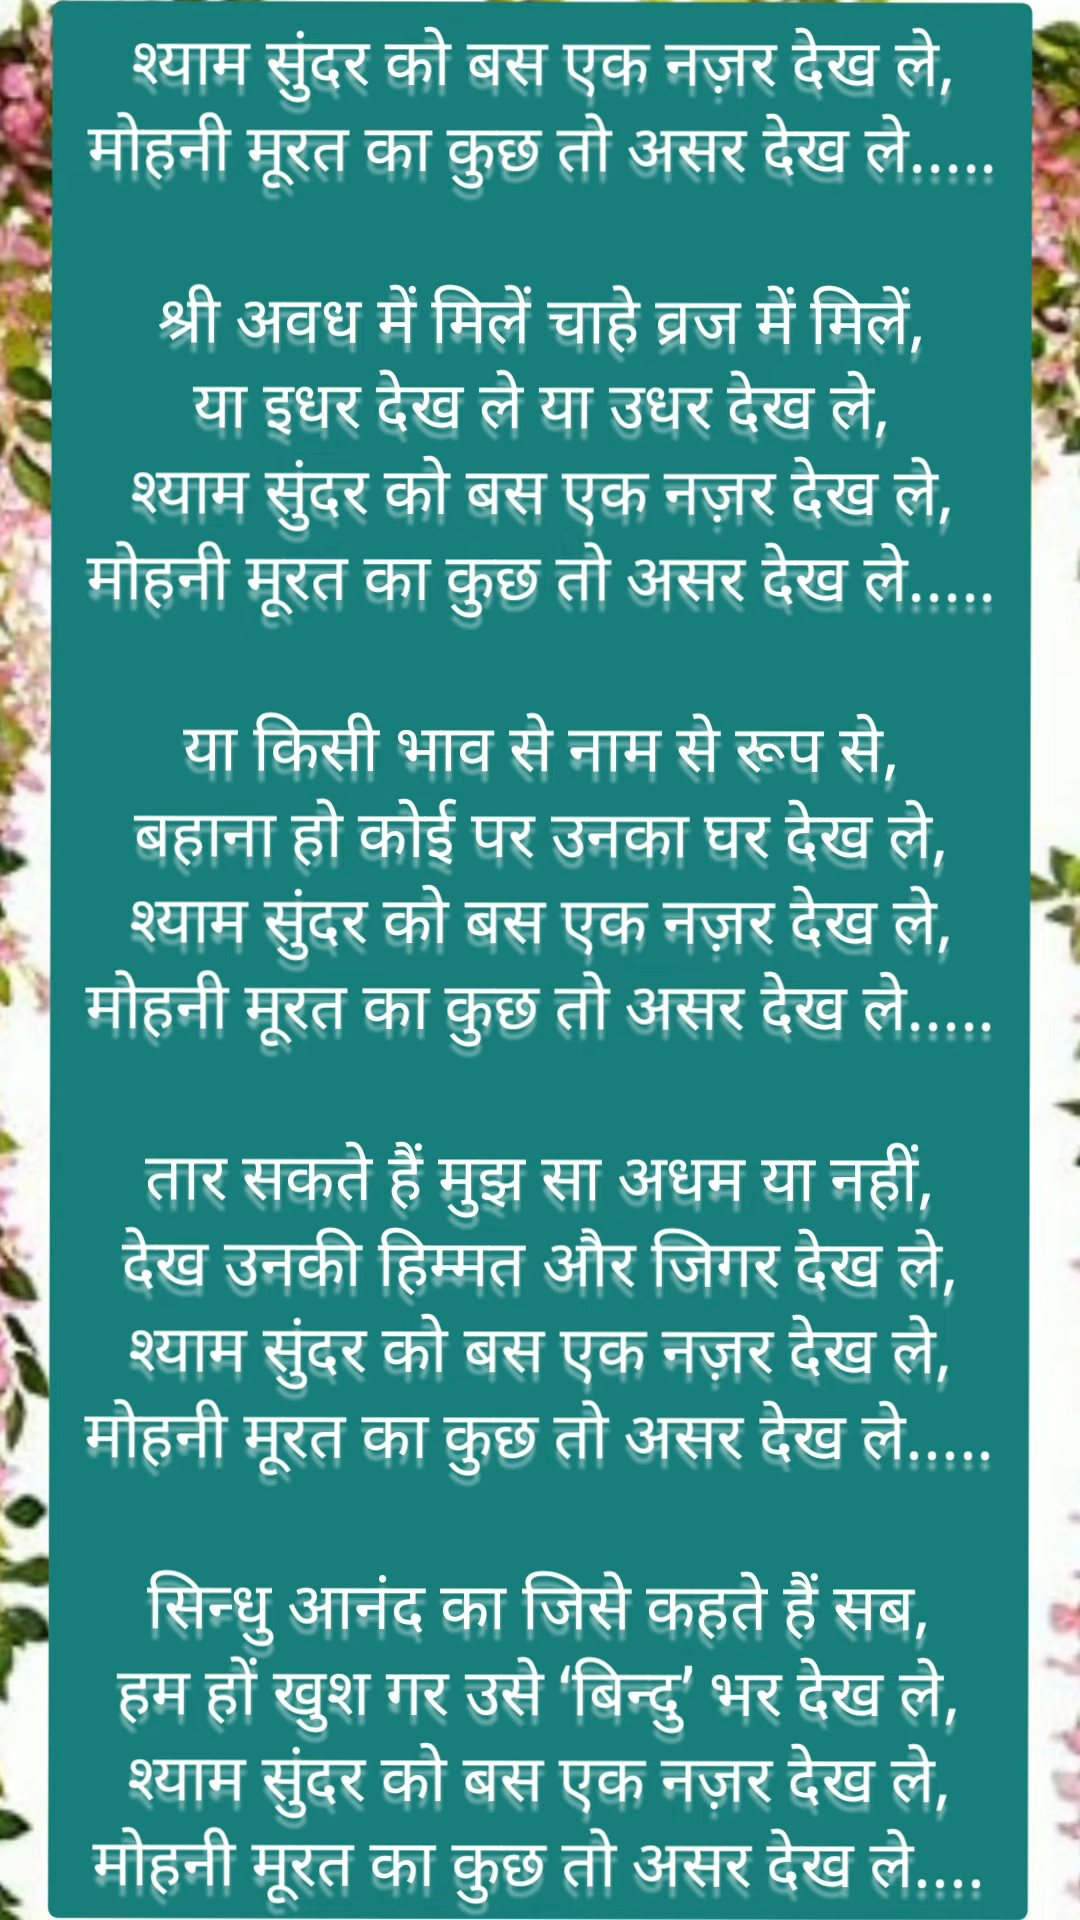 श्याम सुंदर को बस एक नज़र देख ले,
मोहनी मूरत का कुछ तो असर देख ले.....
श्री अवध में मिलें चाहे व्रज में मिलें,
या इधर देख ले या उधर देख ले,
श्याम सुंदर को बस एक नज़र देख ले,
मोहनी मूरत का कुछ तो असर देख ले.....
या किसी भाव से नाम से रूप से,
बहाना हो कोई पर उनका घर देख ले,
श्याम सुंदर को बस एक नज़र देख ले,
मोहनी मूरत का कुछ तो असर देख ले.....
तार सकते हैं मुझ सा अधम या नहीं,
देख उनकी हिम्मत और जिगर देख ले,
श्याम सुंदर को बस एक नज़र देख ले,
मोहनी मूरत का कुछ तो असर देख ले.....
सिन्धु आनंद का जिसे कहते हैं सब,
हम हों खुश गर उसे ‘बिन्दु’ भर देख ले,
श्याम सुंदर को बस एक नज़र देख ले,
मोहनी मूरत का कुछ तो असर देख ले....